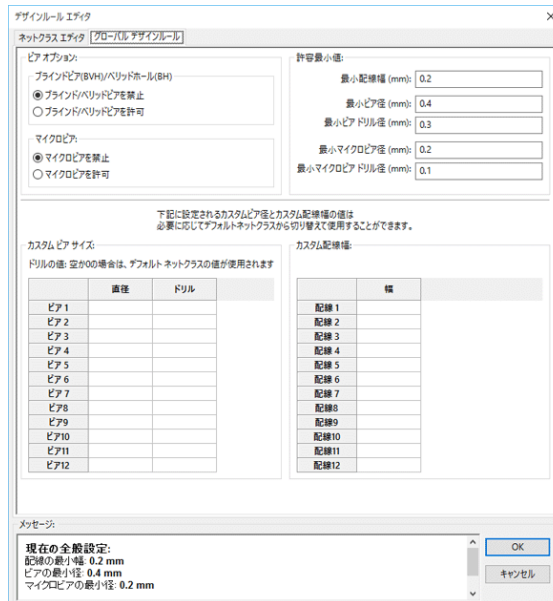 デザインルール エディタ
ネットクラス エディタ グローバル デザインルール
ビア オプション:
ブラインドビア(BVH)/ベリッドホール(BH)
ブラインド/ベリッドビアを禁止
ブラインド/ベリッドビアを許可
マイクロビア:
マイクロビアを禁止
マイクロビアを許可
許容最小値:
最小配線幅 (mm): 0.2
最小ビア径 (mm): 0.4
最小ビアドリル径 (mm): 0.3
最小マイクロビア径 (mm): 0.2
最小マイクロビアドリル径 (mm): 0.1
下記に設定されるカスタムビア径とカスタム配線幅の値は
必要に応じてデフォルトネットクラスから切り替えて使用することができます。
カスタム ビア サイズ:
ドリルの値: 空か0の場合は、デフォルト ネットクラスの値が使用されます
直径 ドリル
ビア 1
ビア 2
ビア 3
ビア 4
ビア 5
ビア 6
ビア 7
ビア8
ビア9
ビア10
ビア11
ビア12
カスタム配線幅:
幅
配線 1
配線 2
配線 3
配線 4
配線 5
配線 6
配線 7
配線8
配線9
配線10
配線11
配線12
メッセージ:
現在の全般設定:
配線の最小幅: 0.2 mm
ビアの最小径: 0.4 mm
マイクロビアの最小径: 0.2 mm
OK
キャンセル